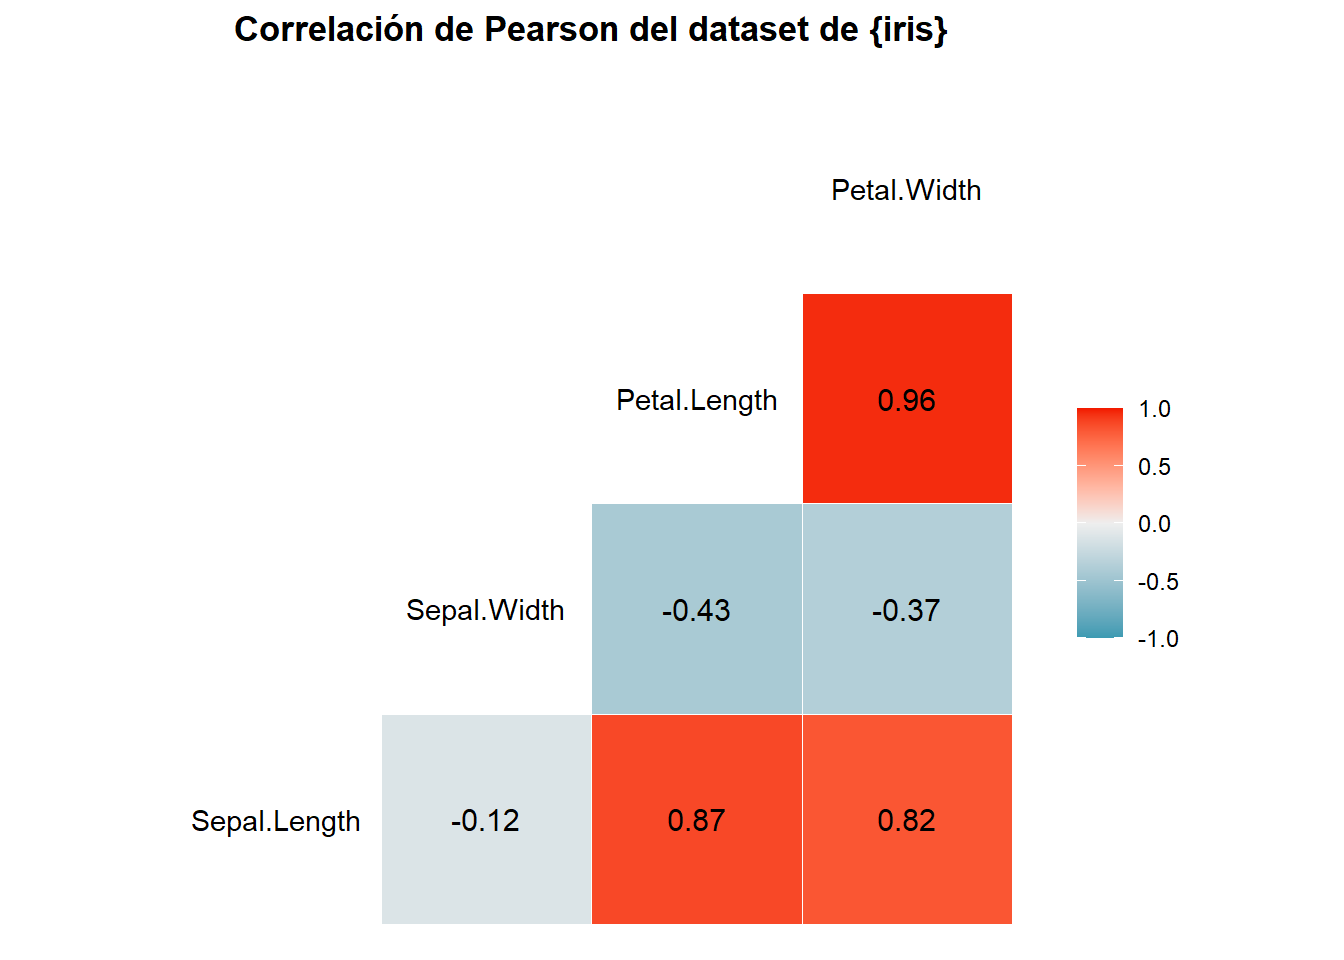 Correlación de Pearson del dataset de {iris}
Petal.Width
Petal.Length
0.96
1.0
0.5
0.0
-0.5
-1.0
Sepal.Width
-0.43
-0.37
Sepal.Length
-0.12
0.87
0.82